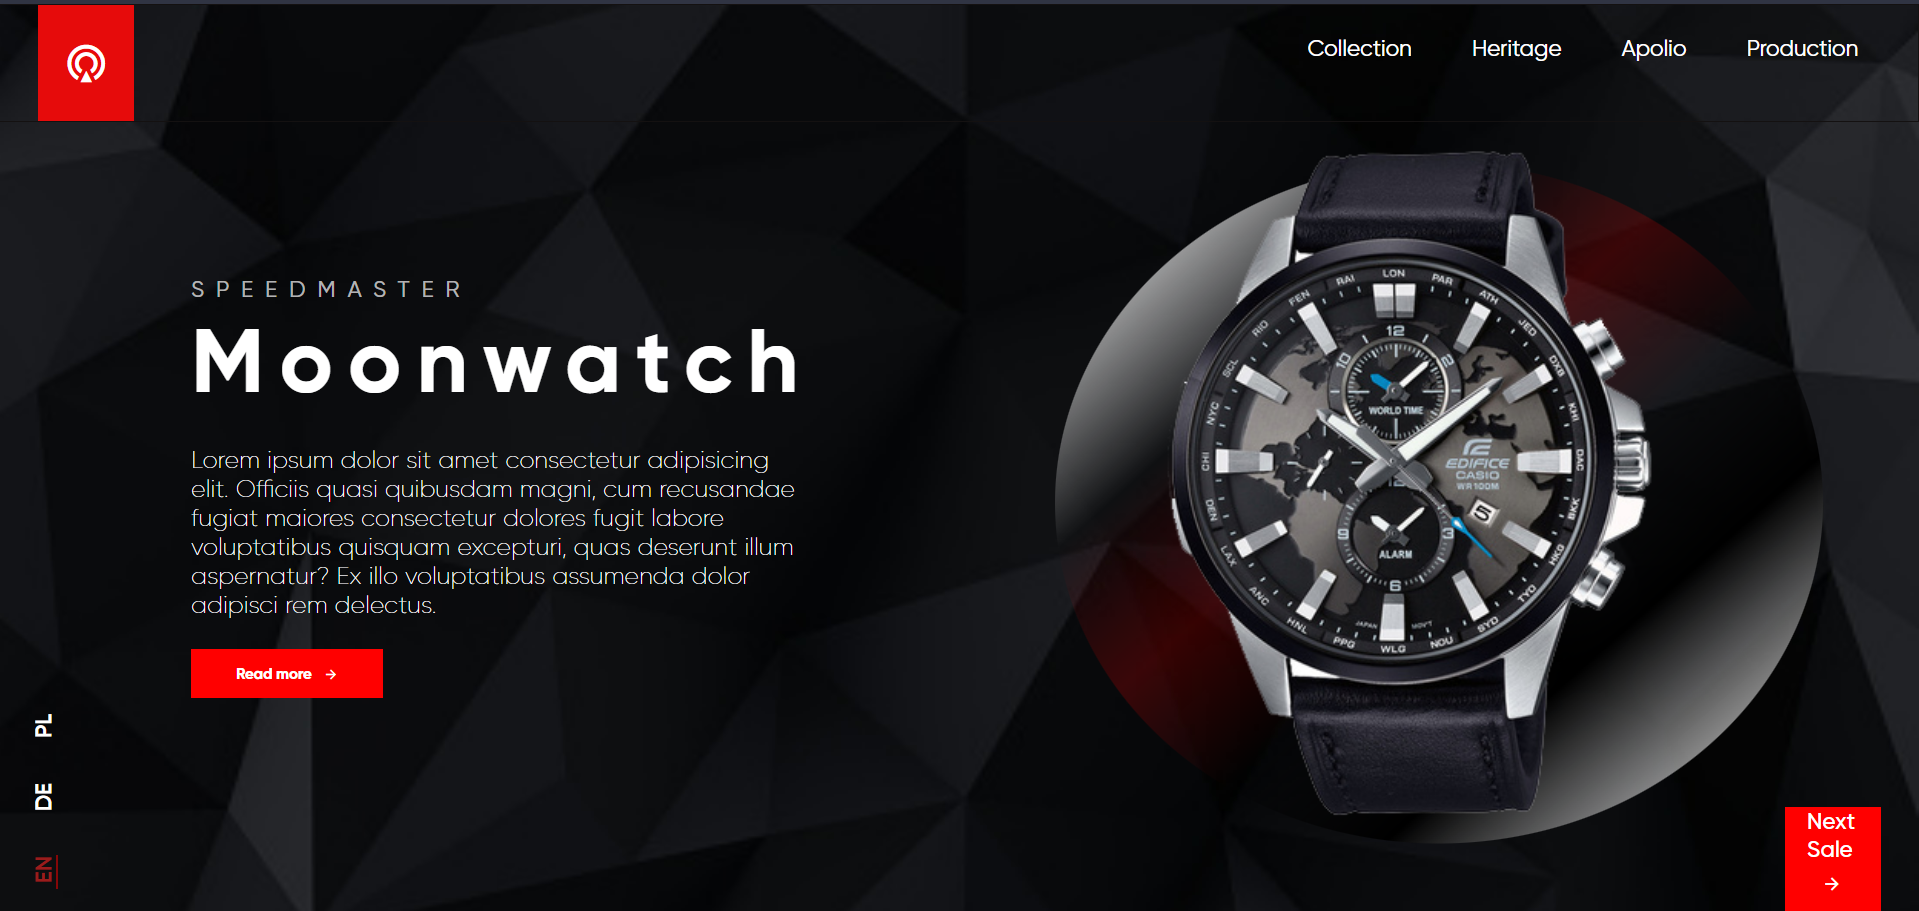 Collection Heritage Apolio Production
SPEEDMASTER
Moonwatch
Lorem ipsum dolor sit amet consectetur adipisicing
elit. Officiis quasi quibusdam magni, cum recusandae
fugiat maiores consectetur dolores fugit labore
voluptatibus quisquam excepturi, quas deserunt illum
aspernatur? Ex illo voluptatibus assumenda dolor
adipisci rem delectus.
Read more →
PL
DE
EN
LON
PAR
ATH
JED
DXB
KHI
DAC
BKK
HKG
TYO
SYD
NOU
WLG
PPG
HNL
ANC
LAX
DEN
CHI
NYC
SCL
RIO
FEN
RAI
12
10
2
WORLD TIME
EDIFICE
CASIO
WR100M
5
12
9
3
ALARM
6
JAPAN MOV'T
Next
Sale
→